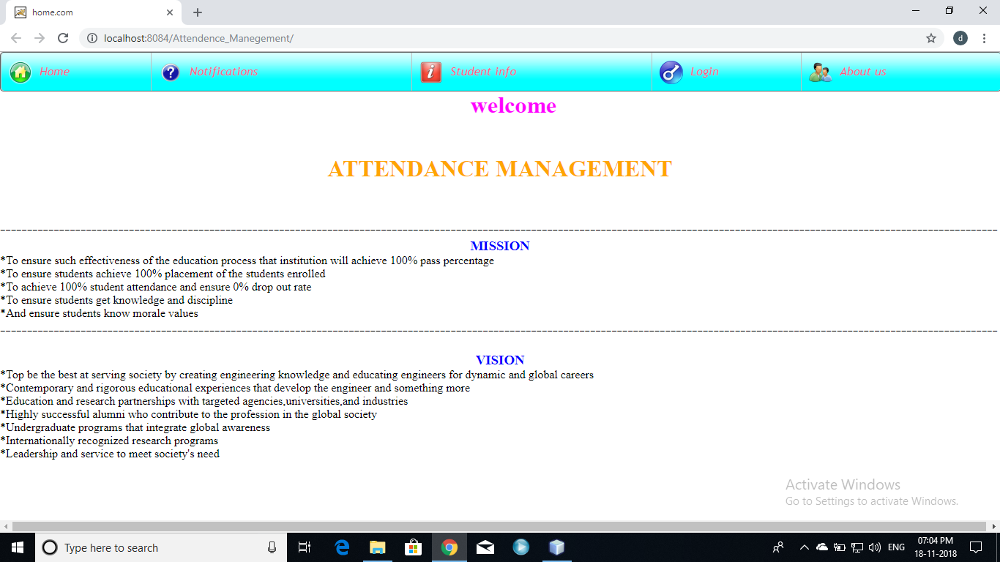 home.com
localhost:8084/Attendence_Manegement/
d
Home
Notifications
Student info
Login
About us
welcome
ATTENDANCE MANAGEMENT
MISSION
*To ensure such effectiveness of the education process that institution will achieve 100% pass percentage
*To ensure students achieve 100% placement of the students enrolled
*To achieve 100% student attendance and ensure 0% drop out rate
*To ensure students get knowledge and discipline
*And ensure students know morale values
VISION
*Top be the best at serving society by creating engineering knowledge and educating engineers for dynamic and global careers
*Contemporary and rigorous educational experiences that develop the engineer and something more
*Education and research partnerships with targeted agencies,universities,and industries
*Highly successful alumni who contribute to the profession in the global society
*Undergraduate programs that integrate global awareness
*Internationally recognized research programs
*Leadership and service to meet society's need
Activate Windows
Go to Settings to activate Windows.
Type here to search
ENG
07:04 PM
18-11-2018